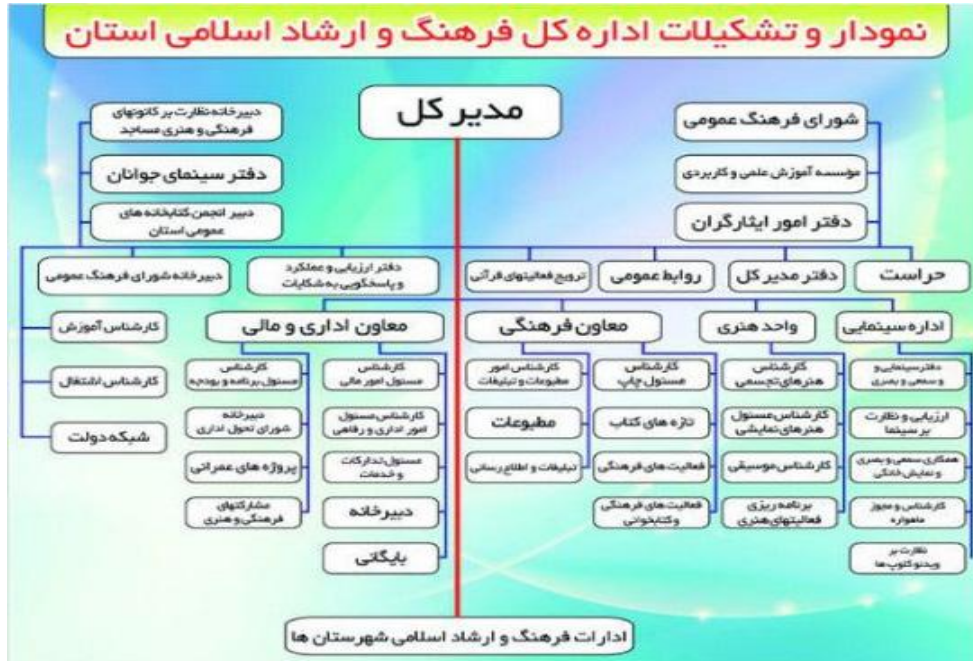 نمودار و تشکیلات اداره کل فرهنگ و ارشاد اسلامی استان
مدیر کل
شورای فرهنگ عمومی
مؤسسه آموزش علمی و کاربردی
دفتر امور ایثارگران
دبیرخانه نظارت بر کانونهای
فرهنگی و هنری مساجد
دفتر سینمای جوانان
دبیر انجمن کتابخانه های
عمومی استان
حراست
دفتر مدیر کل
روابط عمومی
ترویج فعالیتهای قرآنی
دفتر ارزیابی و عملکرد
و پاسخگویی به شکایات
دبیرخانه شورای فرهنگ عمومی
اداره سینمایی
واحد هنری
معاون فرهنگی
معاون اداری و مالی
کارشناس آموزش
کارشناس اشتغال
شبکه دولت
دفتر سینمایی و
و سمعی و بصری
ارزیابی و نظارت
بر سینما
همکاری سمعی و بصری
و نمایش خانگی
کارشناس و مجوز
ماهواره
نظارت بر
ویدئو کلوپ ها
کارشناس
هنرهای تجسمی
کارشناس مسئول
هنرهای نمایشی
کارشناس موسیقی
برنامه ریزی
فعالیتهای هنری
کارشناس
مسئول چاپ
تازه های کتاب
فعالیت های فرهنگی
فعالیت های فرهنگی
و کتابخوانی
کارشناس امور
مطبوعات و تبلیغات
مطبوعات
تبلیغات و اطلاع رسانی
کارشناس
مسئول امور مالی
کارشناس مسئول
امور اداری و رفاهی
مسئول تدارکات
و خدمات
دبیرخانه
بایگانی
کارشناس
مسئول برنامه و بودجه
دبیرخانه
شورای تحول اداری
پروژه های عمرانی
مشارکتهای
فرهنگی و هنری
ادارات فرهنگ و ارشاد اسلامی شهرستان ها